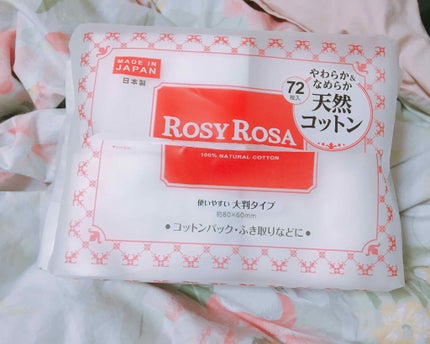 MADE IN
JAPAN
日本製
72
枚入
やわらか&
なめらか
天然
コットン
ROSY ROSA
100% NATURAL COTTON
使いやすい 大判タイプ
約80×60mm
● コットンパック・ふき取りなどに ●